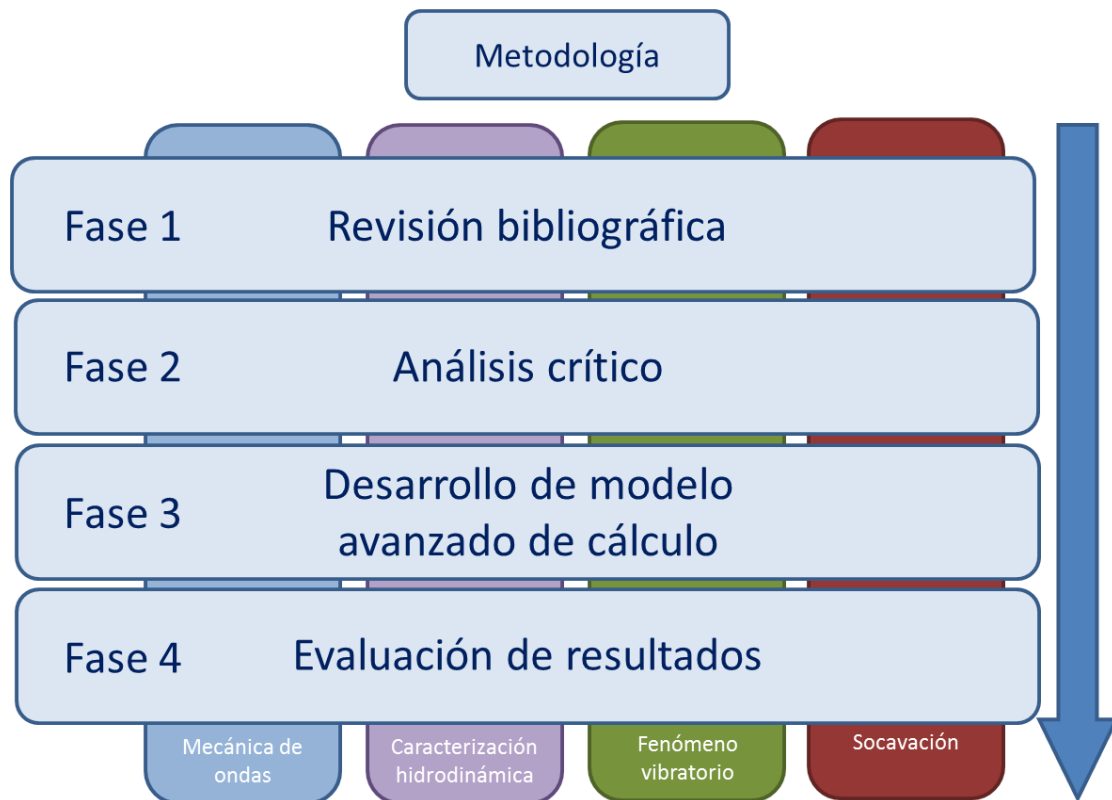 Metodología
Fase 1
Revisión bibliográfica
Fase 2
Análisis crítico
Fase 3
Desarrollo de modelo
avanzado de cálculo
Fase 4
Evaluación de resultados
Mecánica de
ondas
Caracterización
hidrodinámica
Fenómeno
vibratorio
Socavación